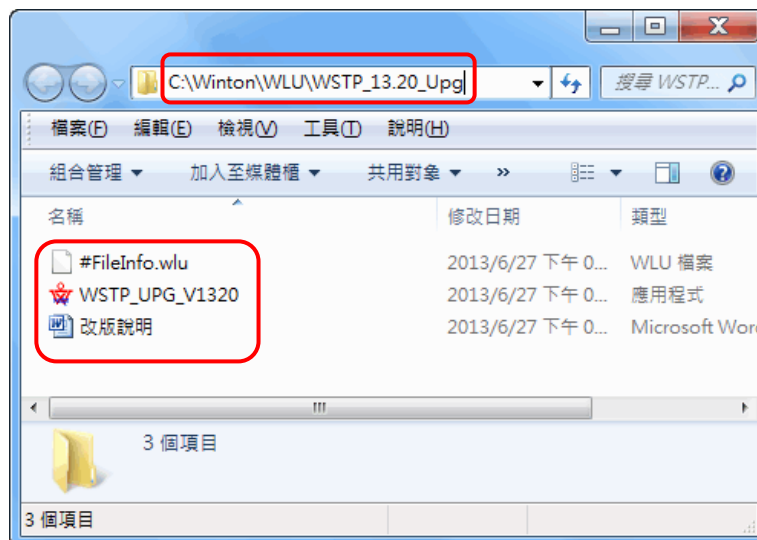 C:\Winton\WLU\WSTP_13.20_Upg 搜尋 WSTP...
檔案(F) 編輯(E) 檢視(V) 工具(T) 說明(H)
組合管理 加入至媒體櫃 共用對象 »
名稱 修改日期 類型
#FileInfo.wlu 2013/6/27 下午 0... WLU 檔案
WSTP_UPG_V1320 2013/6/27 下午 0... 應用程式
改版說明 2013/6/27 下午 0... Microsoft Wor
3 個項目
3 個項目